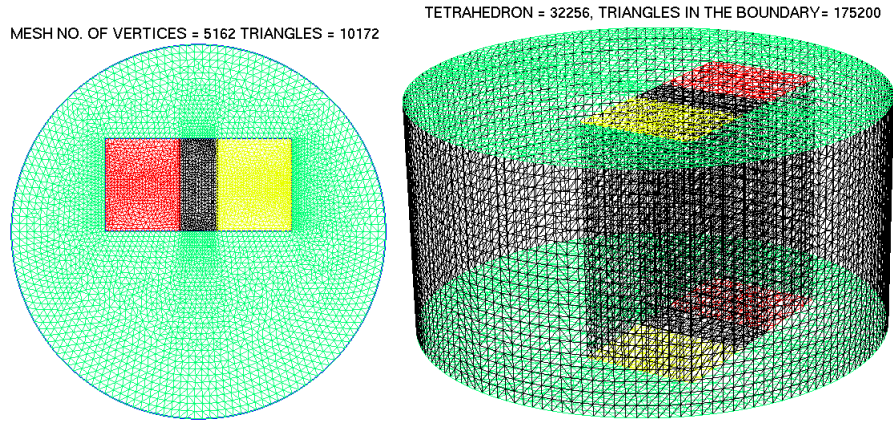 MESH NO. OF VERTICES = 5162 TRIANGLES = 10172
TETRAHEDRON = 32256, TRIANGLES IN THE BOUNDARY= 175200